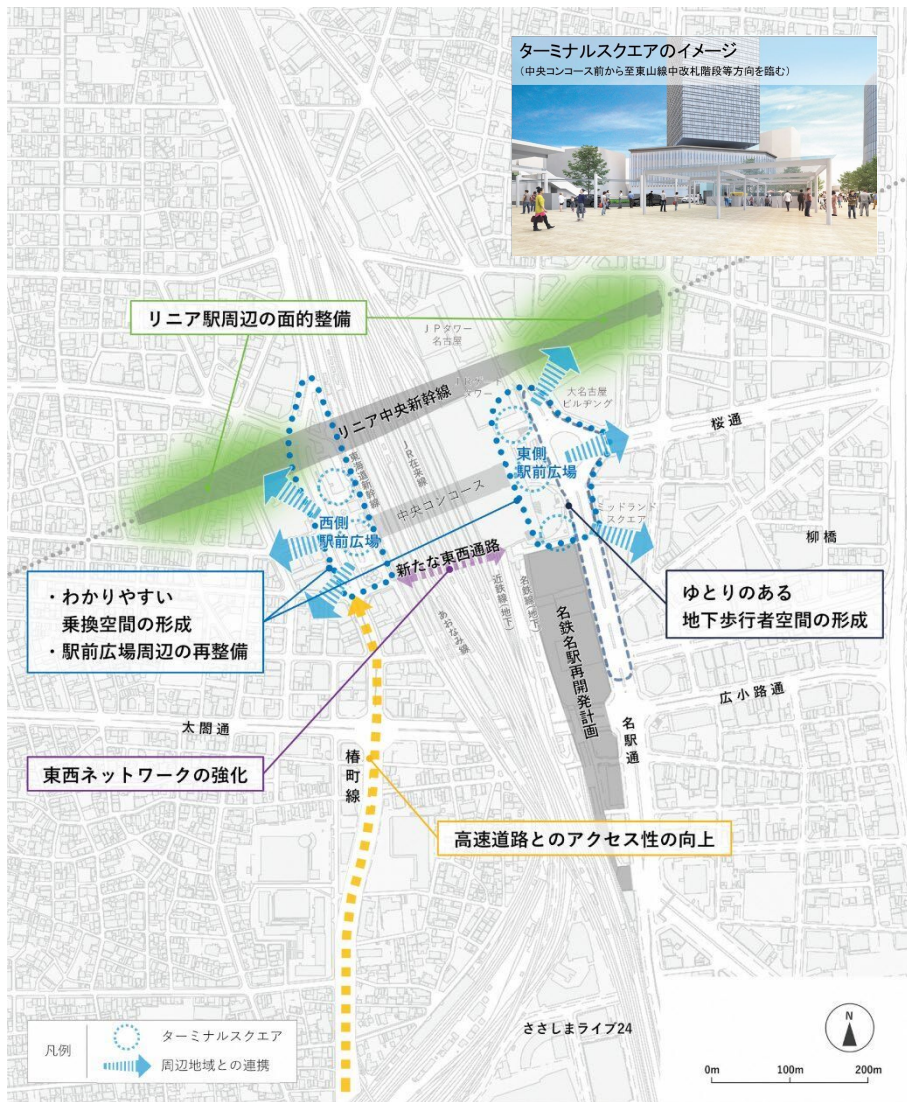 ターミナルスクエアのイメージ
（中央コンコース前から至東山線中改札階段等方向を臨む）
リニア駅周辺の面的整備
ＪＰタワー
名古屋
リニア中央新幹線
大名古屋
ビルヂング
桜通
東海道新幹線
ＪＲ在来線
東側
駅前広場
中央コンコース
西側
駅前広場
ミッドランド
スクエア
柳橋
新たな東西通路
・わかりやすい
乗換空間の形成
・駅前広場周辺の再整備
近鉄線（地下）
名鉄線（地下）
あおなみ線
ゆとりのある
地下歩行者空間の形成
名鉄名駅再開発計画
広小路通
太閤通
名駅通
東西ネットワークの強化
椿町線
高速道路とのアクセス性の向上
ささしまライブ24
凡例
ターミナルスクエア
周辺地域との連携
N
0m 100m 200m